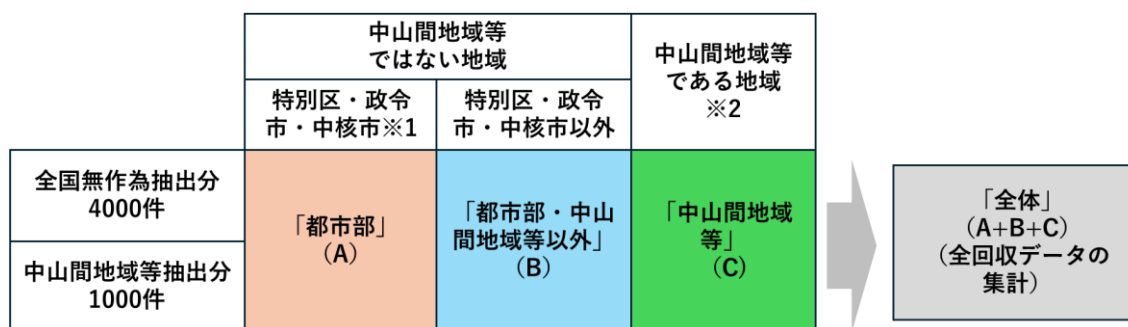 中山間地域等
ではない地域
中山間地域等
である地域
※2
特別区・政令
市・中核市※1
特別区・政令
市・中核市以外
全国無作為抽出分
4000件
中山間地域等抽出分
1000件
「都市部」
（A）
「都市部・中山
間地域等以外」
（B）
「中山間地域
等」
（C）
「全体」
（A+B+C）
（全回収データの
集計）